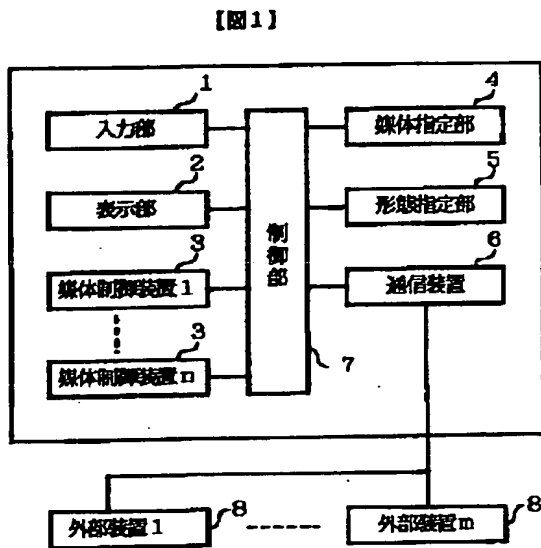 【図1】
1
入力部
2
表示部
3
媒体制御装置1
3
媒体制御装置n
制御部
7
4
媒体指定部
5
形態指定部
6
通信装置
外部装置1
8
外部装置m
8